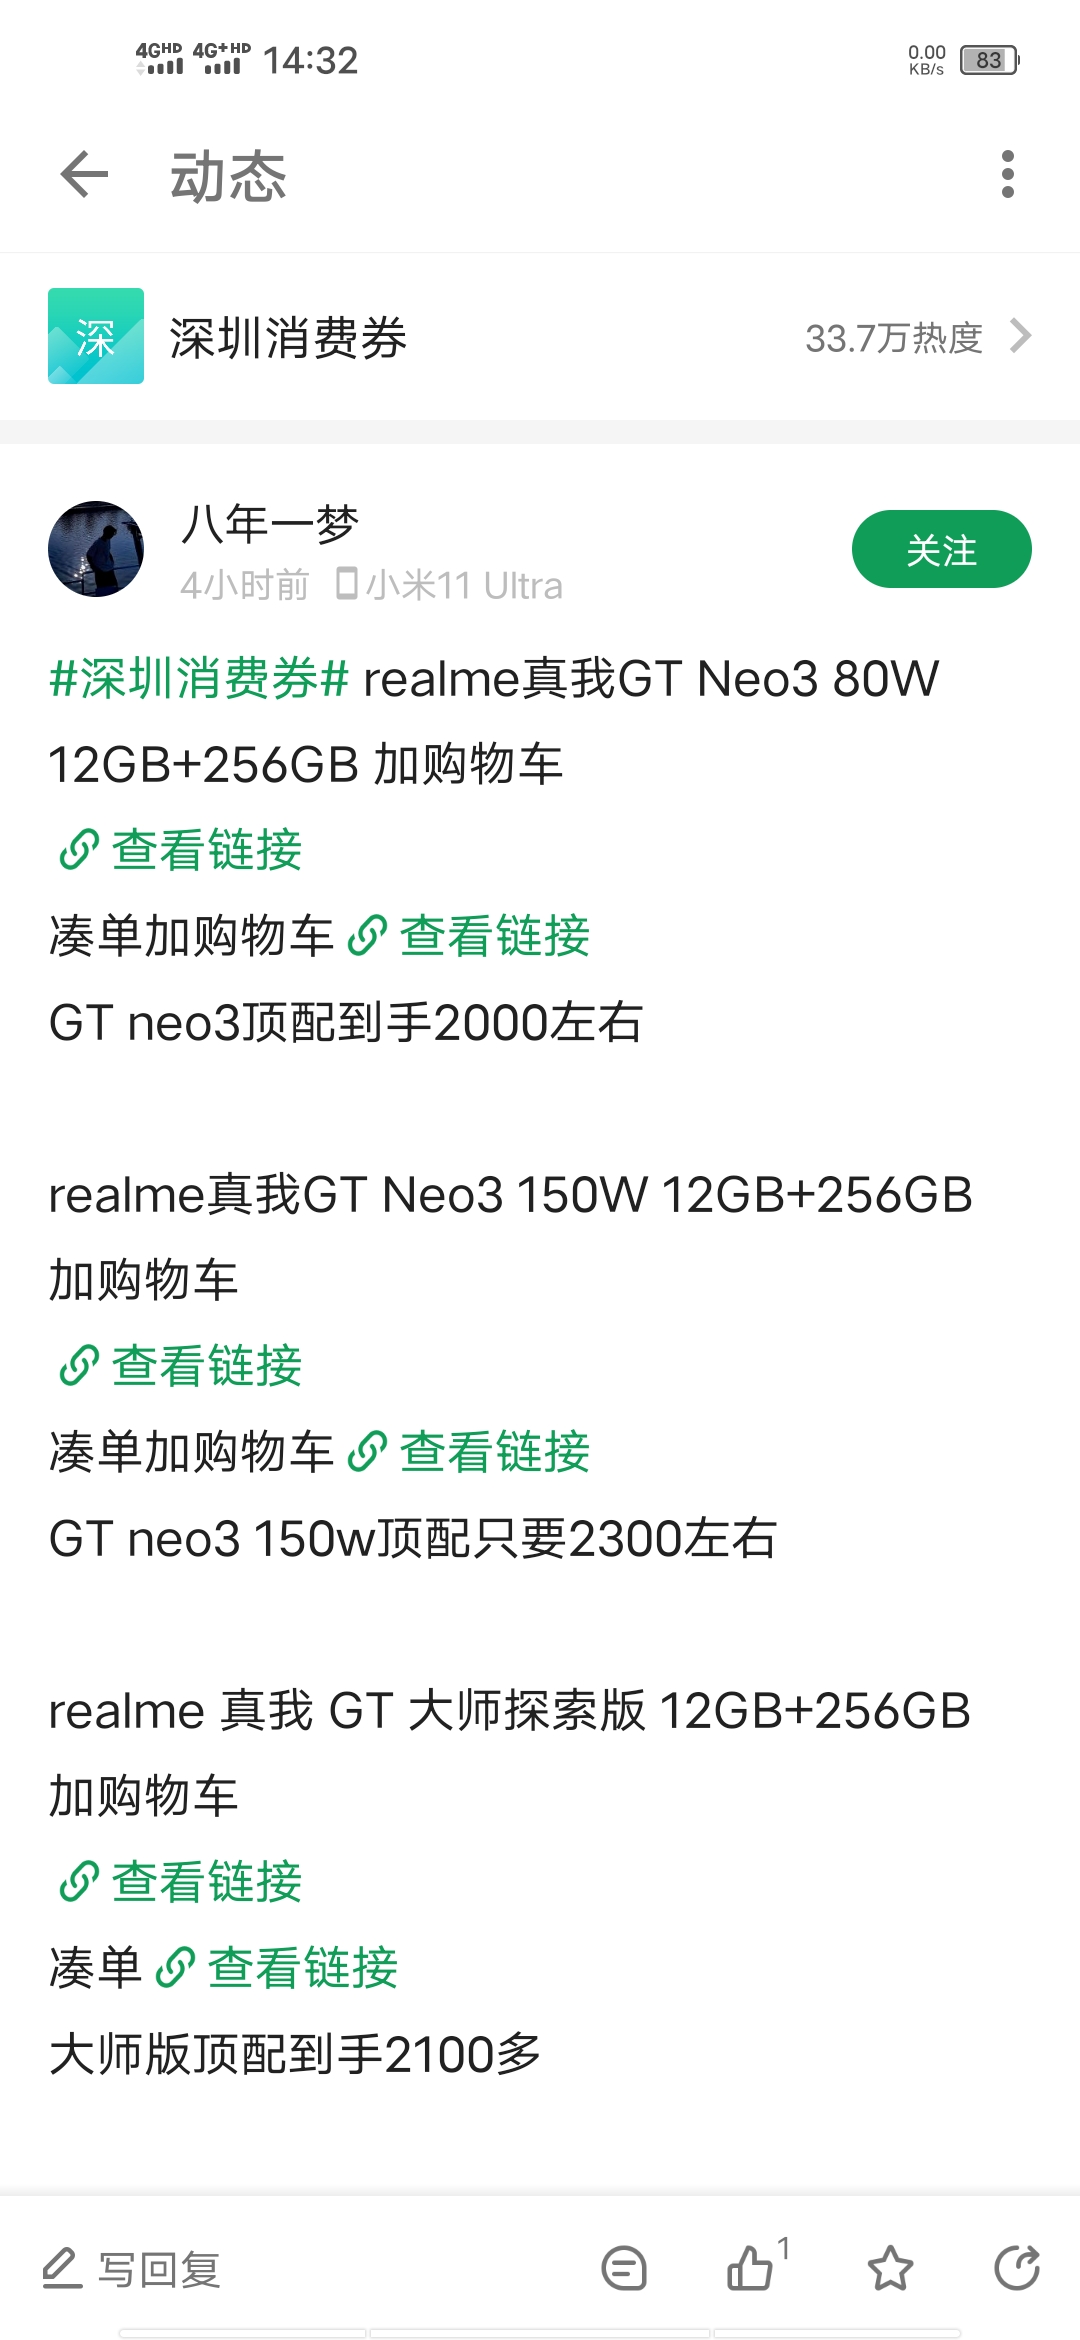 4GHD 4G+HD 14:32 0.00 KB/s 83
动态
深 深圳消费券 33.7万热度
八年一梦
4小时前 小米11 Ultra
关注
#深圳消费券# realme真我GT Neo3 80W
12GB+256GB 加购物车
查看链接
凑单加购物车 查看链接
GT neo3顶配到手2000左右
realme真我GT Neo3 150W 12GB+256GB
加购物车
查看链接
凑单加购物车 查看链接
GT neo3 150w顶配只要2300左右
realme 真我 GT 大师探索版 12GB+256GB
加购物车
查看链接
凑单 查看链接
大师版顶配到手2100多
写回复 1